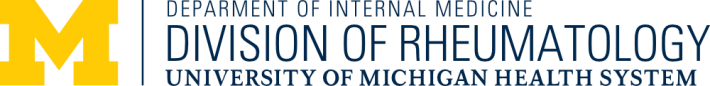 M
DEPARMENT OF INTERNAL MEDICINE
DIVISION OF RHEUMATOLOGY
UNIVERSITY OF MICHIGAN HEALTH SYSTEM